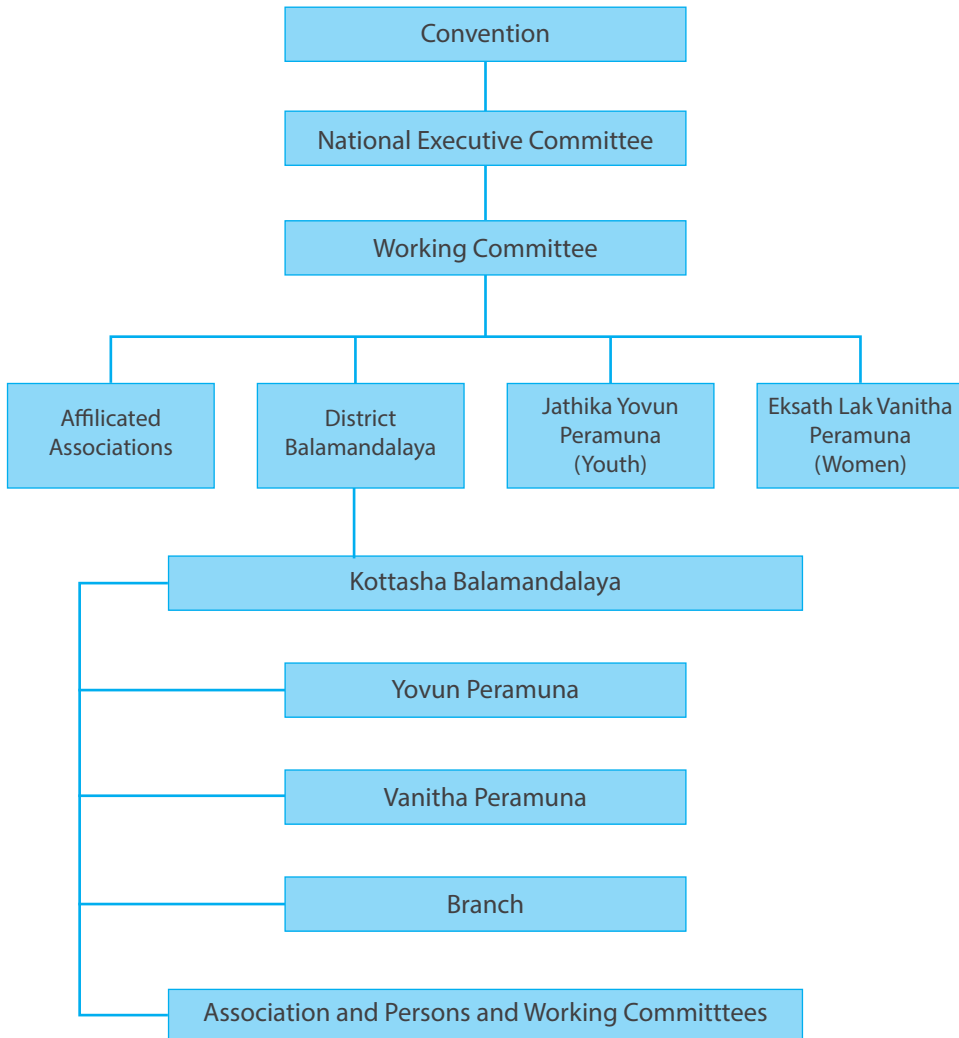 Convention
National Executive Committee
Working Committee
Affilicated
Associations
District
Balamandalaya
Jathika Yovun
Peramuna
(Youth)
Eksath Lak Vanitha
Peramuna
(Women)
Kottasha Balamandalaya
Yovun Peramuna
Vanitha Peramuna
Branch
Association and Persons and Working Committtees